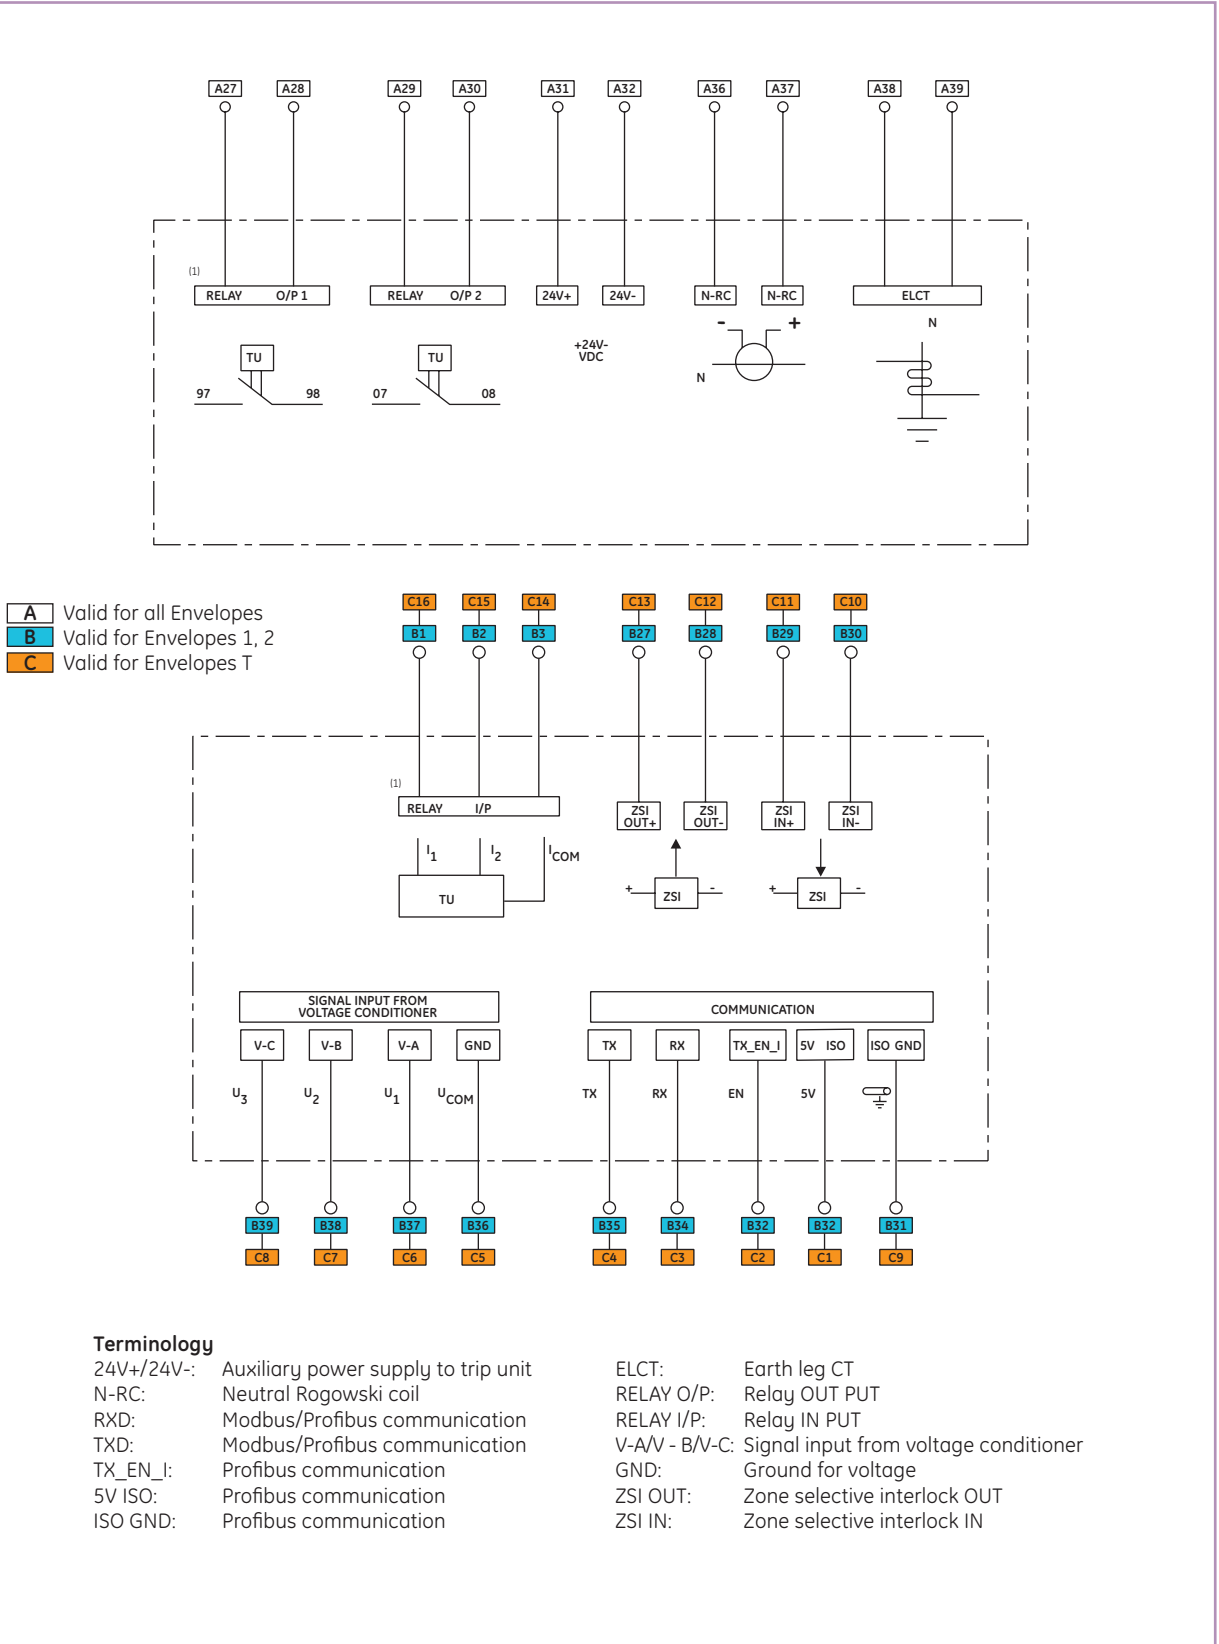 A27 A28 A29 A30 A31 A32 A36 A37 A38 A39
(1)
RELAY O/P 1 RELAY O/P 2 24V+ 24V- N-RC N-RC ELCT
- + N
+24V-
VDC
TU TU
N
97 98 07 08
C16 C15 C14 C13 C12 C11 C10
A Valid for all Envelopes
B1 B2 B3 B27 B28 B29 B30
B Valid for Envelopes 1, 2
C Valid for Envelopes T
(1)
RELAY I/P
ZSI OUT+ ZSI OUT- ZSI IN+ ZSI IN-
I1 I2 ICOM
TU
+ ZSI - + ZSI -
SIGNAL INPUT FROM
VOLTAGE CONDITIONER
COMMUNICATION
V-C V-B V-A GND TX RX TX_EN_I 5V ISO ISO GND
U3 U2 U1 UCOM TX RX EN 5V
B39 B38 B37 B36 B35 B34 B32 B32 B31
C8 C7 C6 C5 C4 C3 C2 C1 C9
Terminology
24V+/24V-: Auxiliary power supply to trip unit
N-RC: Neutral Rogowski coil
RXD: Modbus/Profibus communication
TXD: Modbus/Profibus communication
TX_EN_I: Profibus communication
5V ISO: Profibus communication
ISO GND: Profibus communication
ELCT: Earth leg CT
RELAY O/P: Relay OUT PUT
RELAY I/P: Relay IN PUT
V-A/V - B/V-C: Signal input from voltage conditioner
GND: Ground for voltage
ZSI OUT: Zone selective interlock OUT
ZSI IN: Zone selective interlock IN